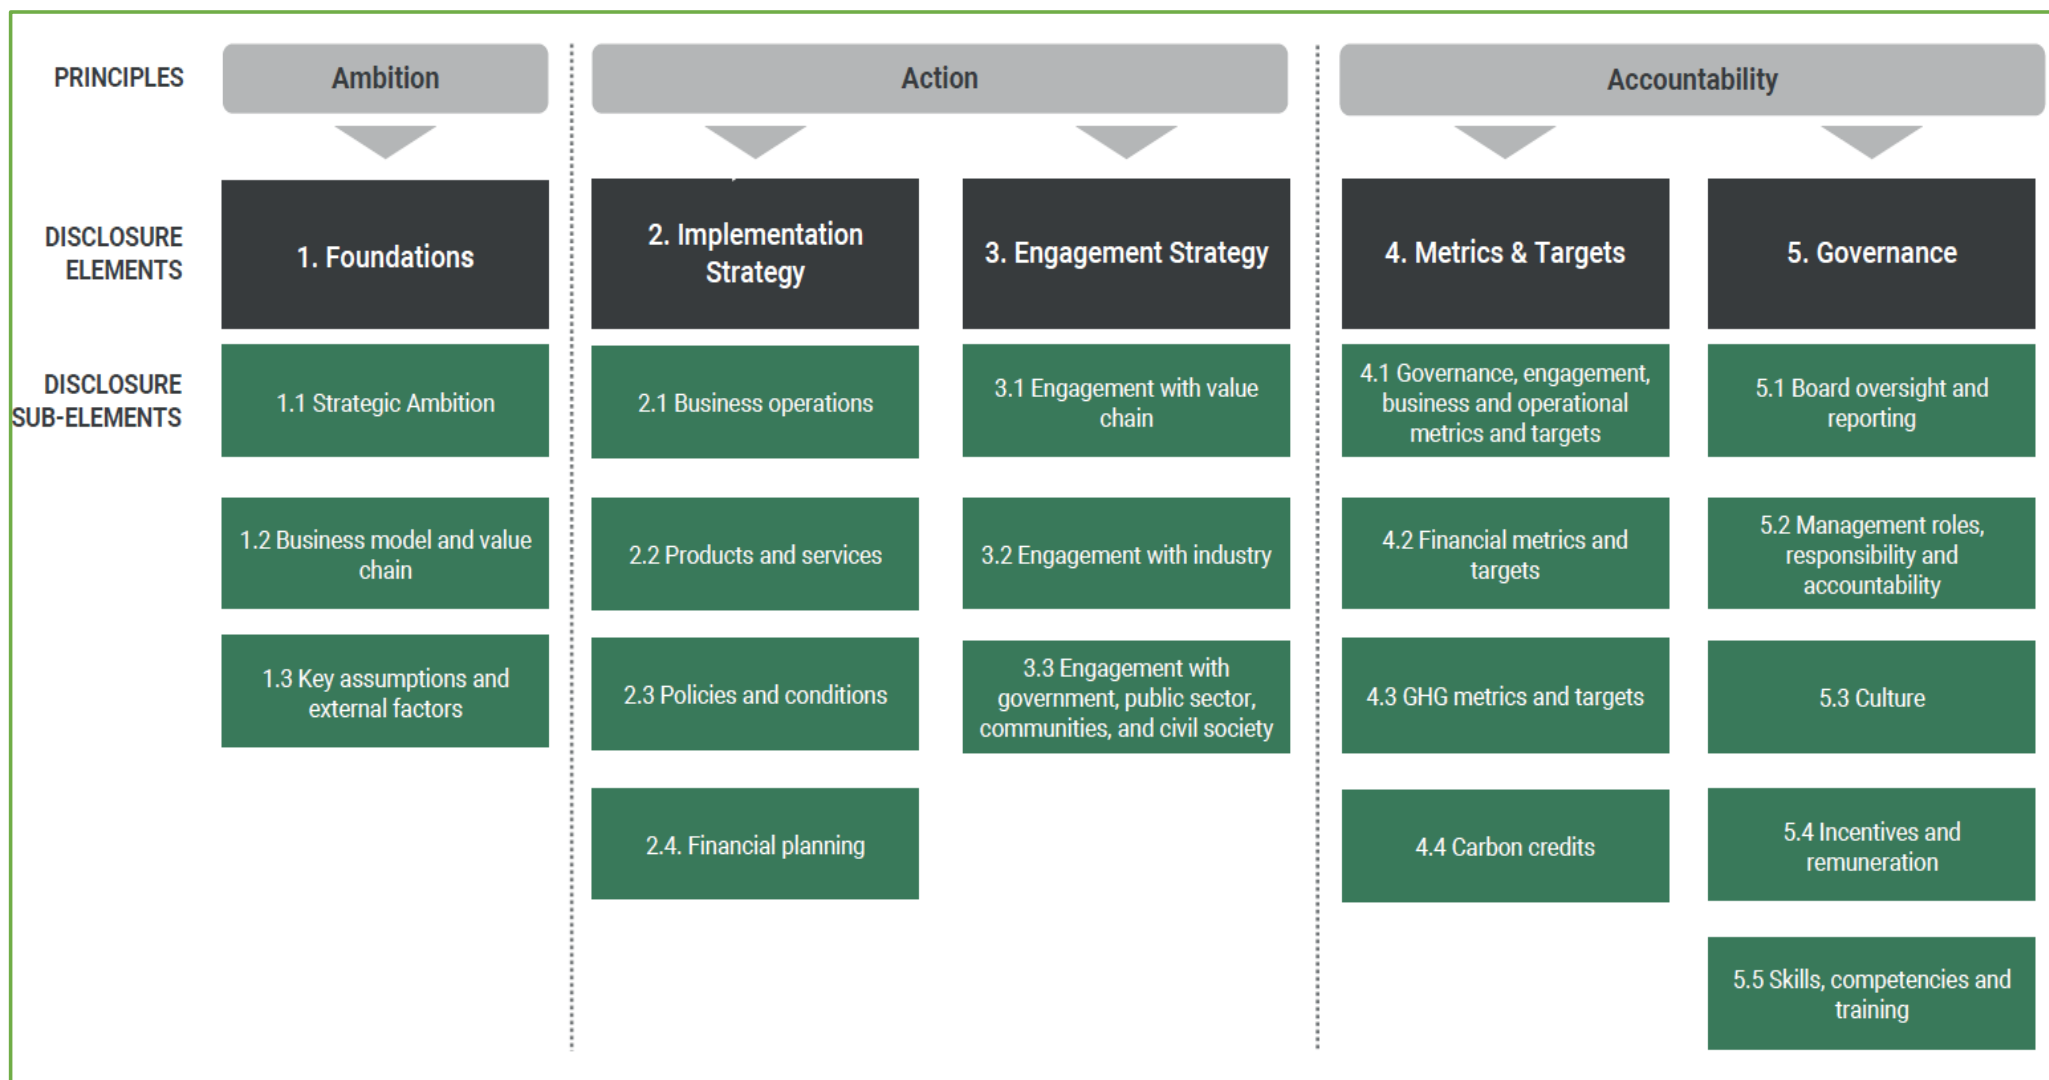 PRINCIPLES
Ambition
Action
Accountability
DISCLOSURE
ELEMENTS
1. Foundations
2. Implementation
Strategy
3. Engagement Strategy
4. Metrics & Targets
5. Governance
DISCLOSURE
SUB-ELEMENTS
1.1 Strategic Ambition
2.1 Business operations
3.1 Engagement with value
chain
4.1 Governance, engagement,
business and operational
metrics and targets
5.1 Board oversight and
reporting
1.2 Business model and value
chain
2.2 Products and services
3.2 Engagement with industry
4.2 Financial metrics and
targets
5.2 Management roles,
responsibility and
accountability
1.3 Key assumptions and
external factors
2.3 Policies and conditions
3.3 Engagement with
government, public sector,
communities, and civil society
4.3 GHG metrics and targets
5.3 Culture
2.4. Financial planning
4.4 Carbon credits
5.4 Incentives and
remuneration
5.5 Skills, competencies and
training